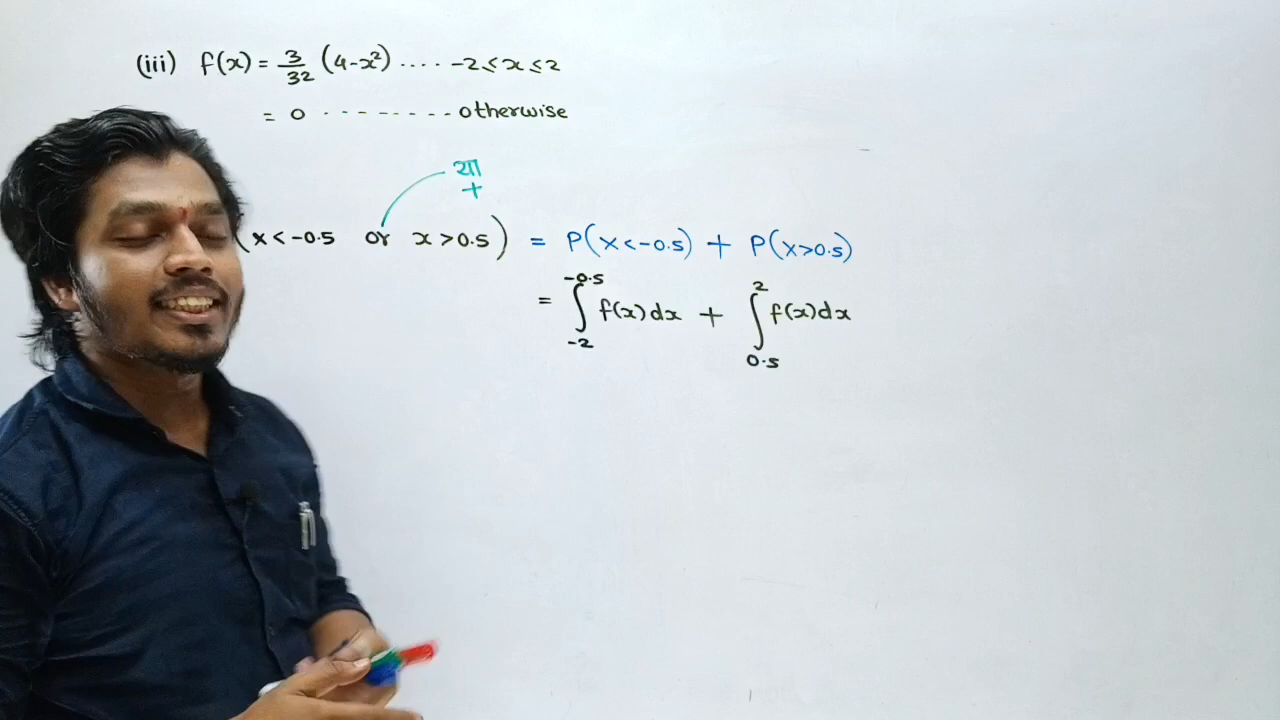 (iii) f(x) = 3/32 (4-x²) .... -2 ≤ x ≤ 2
= 0 - - - - - - - - otherwise
या
+
(x < -0.5 or x > 0.5) = P(X < -0.5) + P(X > 0.5)
= ∫_{-2}^{-0.5} f(x) dx + ∫_{0.5}^{2} f(x) dx